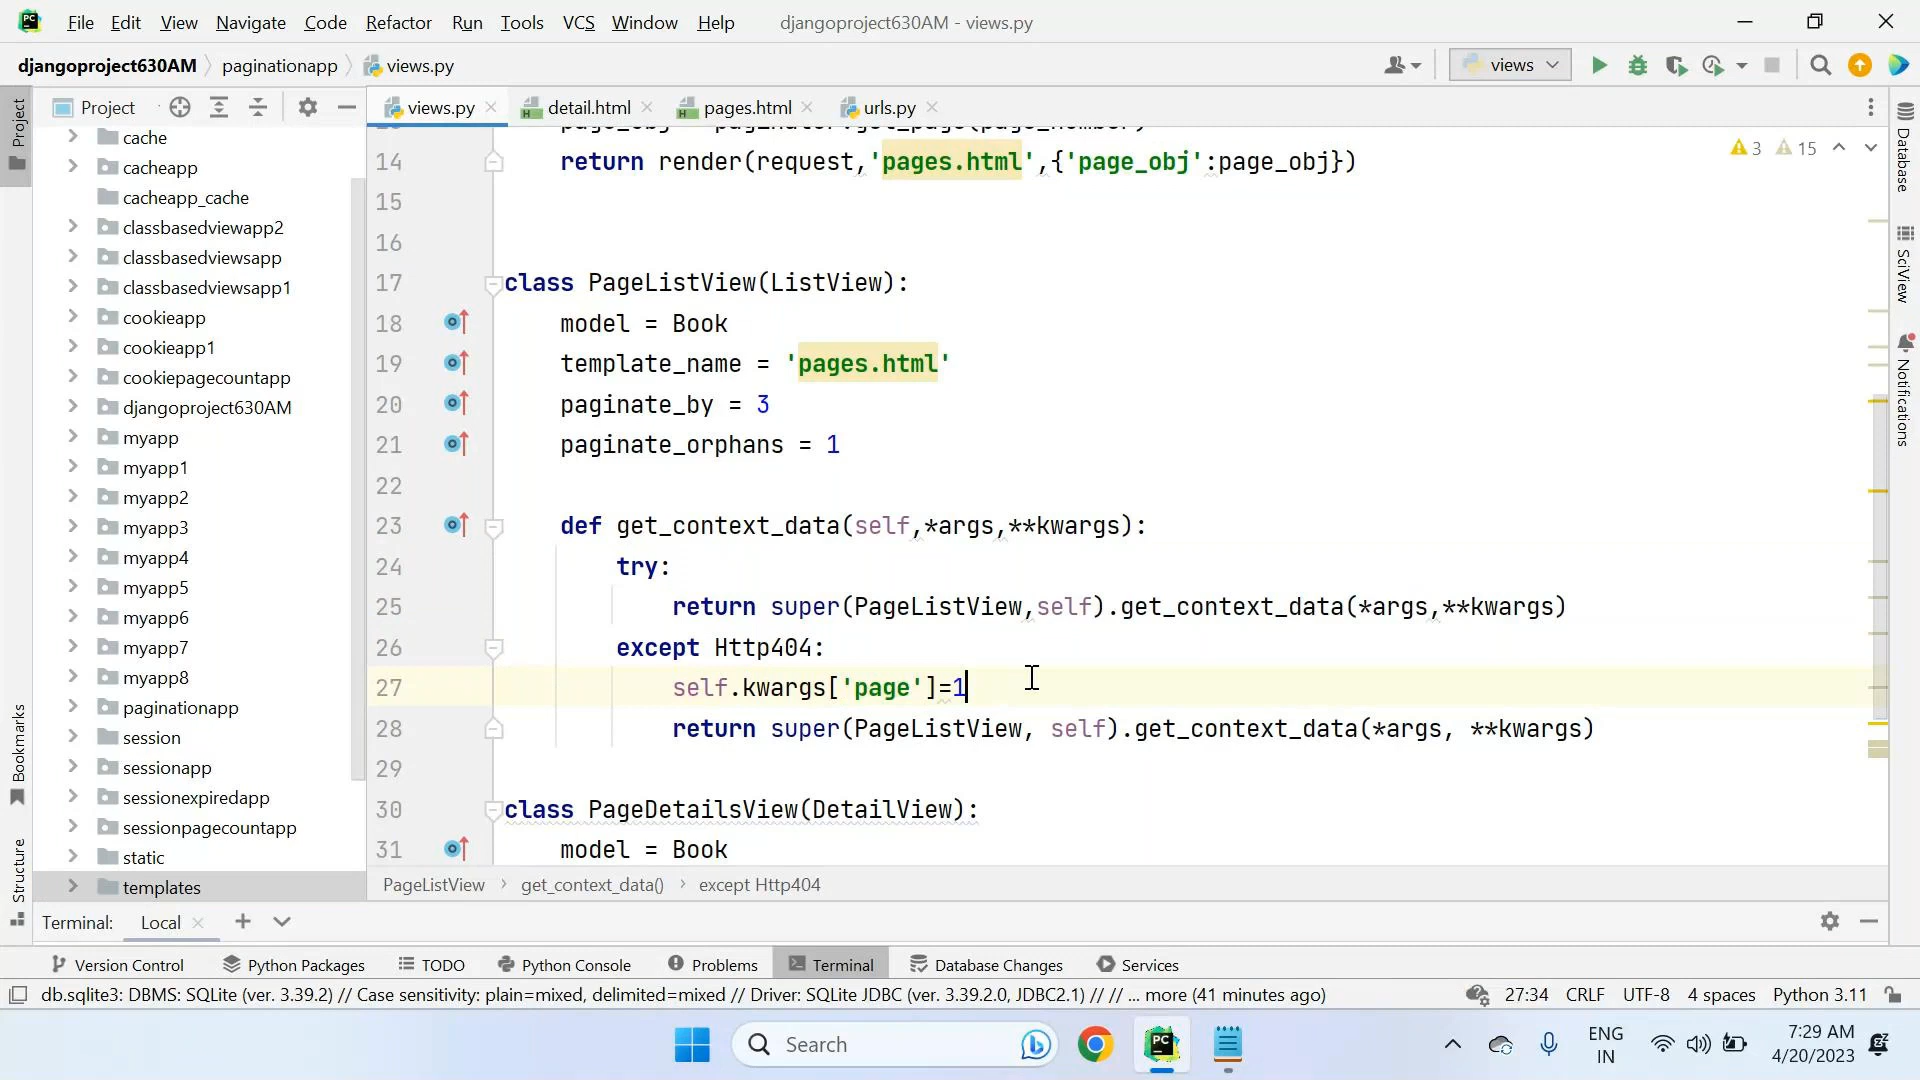 File Edit View Navigate Code Refactor Run Tools VCS Window Help djangoproject630AM - views.py
djangoproject630AM paginationapp views.py views
Project views.py detail.html pages.html urls.py
Project
Bookmarks
Structure
cache
cacheapp
cacheapp_cache
classbasedviewapp2
classbasedviewsapp
classbasedviewsapp1
cookieapp
cookieapp1
cookiepagecountapp
djangoproject630AM
myapp
myapp1
myapp2
myapp3
myapp4
myapp5
myapp6
myapp7
myapp8
paginationapp
session
sessionapp
sessionexpiredapp
sessionpagecountapp
static
templates
page_obj = paginator.get_page(page_number)
3 15
14 return render(request,'pages.html',{'page_obj':page_obj})
15
16
17 class PageListView(ListView):
18 model = Book
19 template_name = 'pages.html'
20 paginate_by = 3
21 paginate_orphans = 1
22
23 def get_context_data(self,*args,**kwargs):
24 try:
25 return super(PageListView,self).get_context_data(*args,**kwargs)
26 except Http404:
27 self.kwargs['page']=1
28 return super(PageListView, self).get_context_data(*args, **kwargs)
29
30 class PageDetailsView(DetailView):
31 model = Book
PageListView get_context_data() except Http404
Database
SciView
Notifications
Terminal: Local
Version Control Python Packages TODO Python Console Problems Terminal Database Changes Services
db.sqlite3: DBMS: SQLite (ver. 3.39.2) // Case sensitivity: plain=mixed, delimited=mixed // Driver: SQLite JDBC (ver. 3.39.2.0, JDBC2.1) // // ... more (41 minutes ago) 27:34 CRLF UTF-8 4 spaces Python 3.11
Search
PC
ENG
IN
7:29 AM
4/20/2023